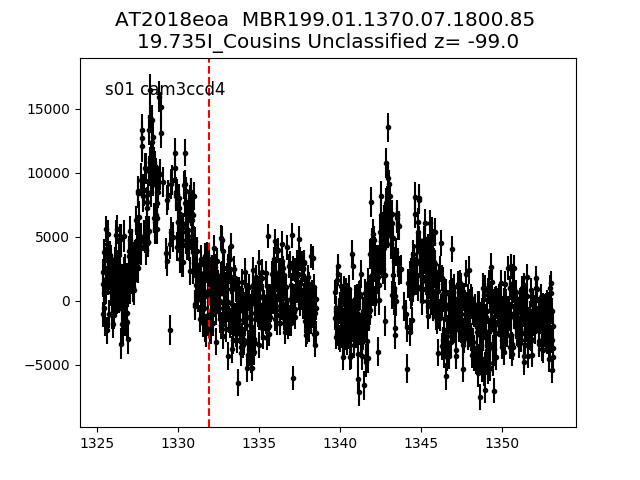 AT2018eoa  MBR199.01.1370.07.1800.85
19.735I_Cousins Unclassified z= -99.0
s01 cam3ccd4
15000
10000
5000
0
−5000
1325 1330 1335 1340 1345 1350